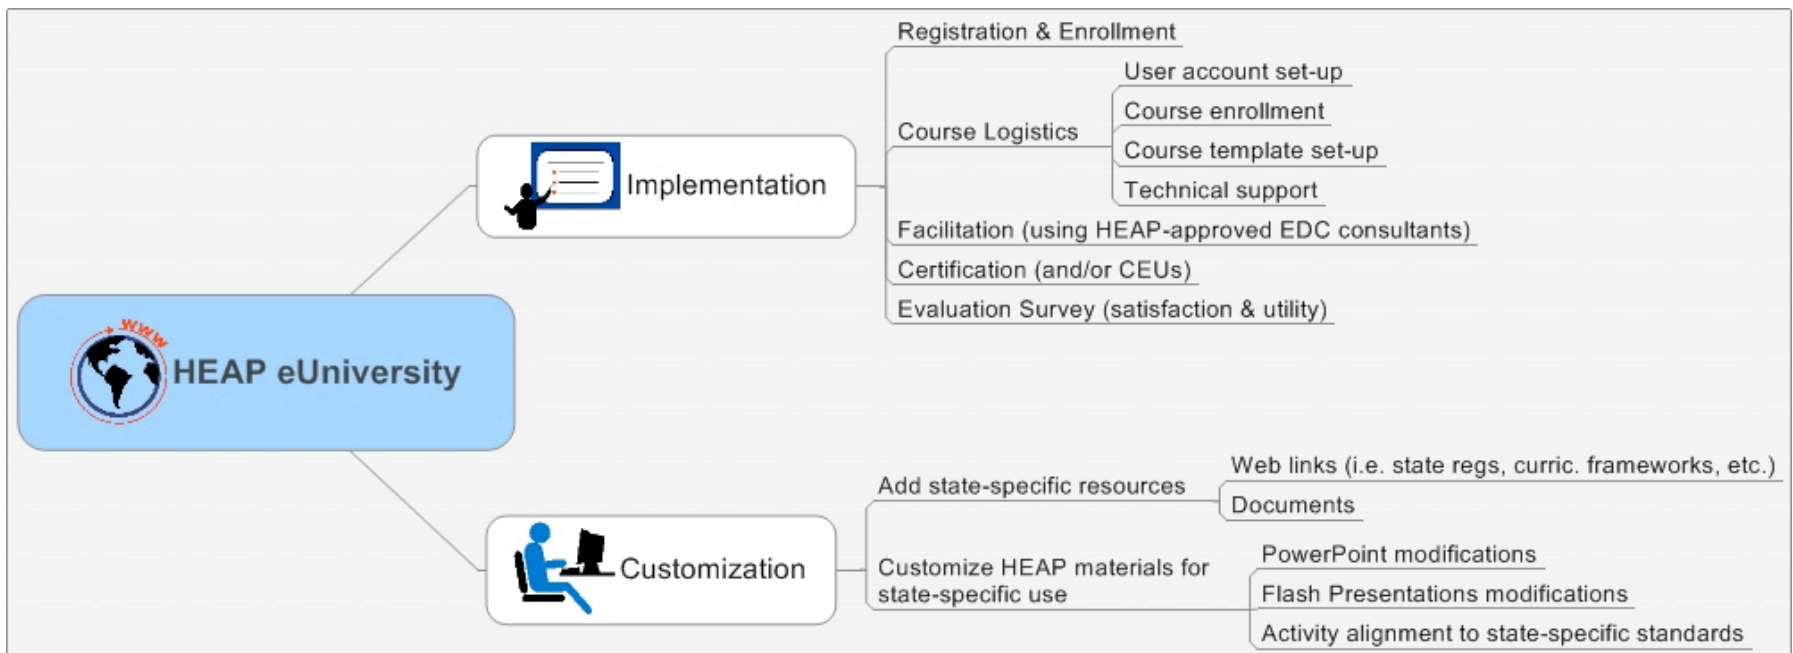 Registration & Enrollment
User account set-up
Course enrollment
Course Logistics
Course template set-up
Technical support
Implementation
Facilitation (using HEAP-approved EDC consultants)
Certification (and/or CEUs)
Evaluation Survey (satisfaction & utility)
www
HEAP eUniversity
Web links (i.e. state regs, curric. frameworks, etc.)
Add state-specific resources
Documents
Customization
PowerPoint modifications
Customize HEAP materials for
state-specific use
Flash Presentations modifications
Activity alignment to state-specific standards